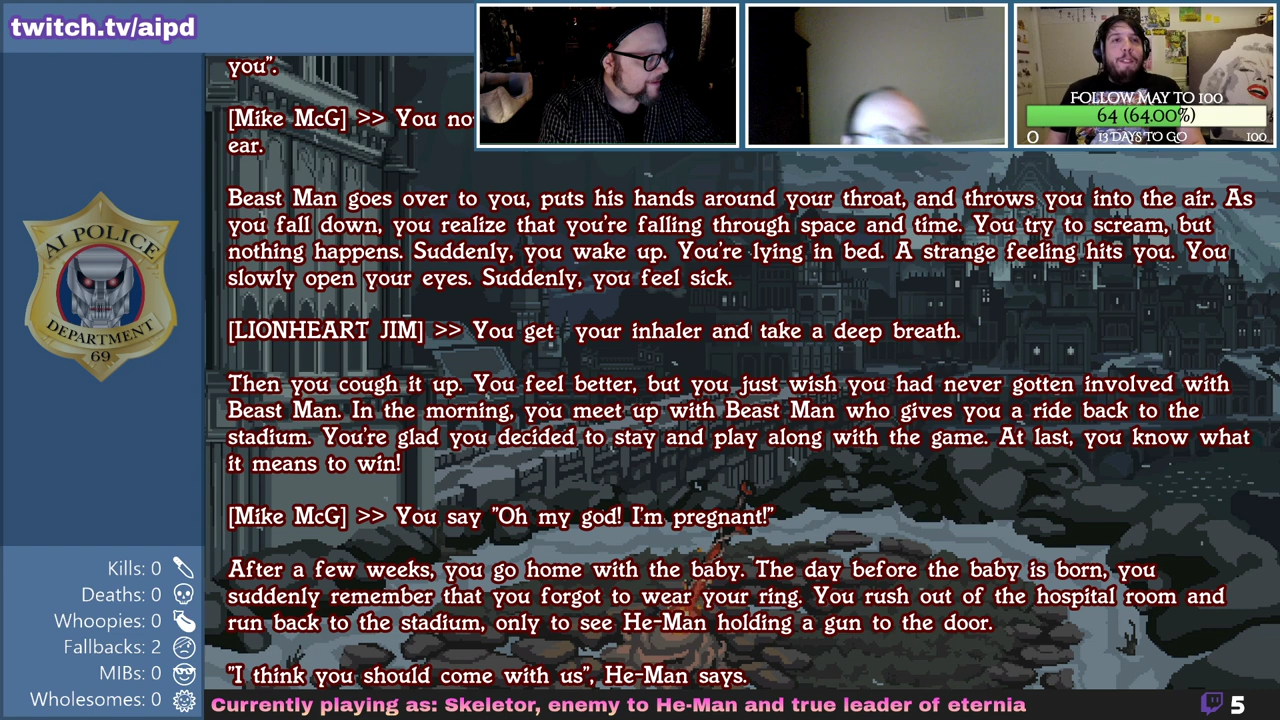 twitch.tv/aipd
you".
[Mike McG] >> You no
ear.
FOLLOW MAY TO 100
64 (64.00%)
0 13 DAYS TO GO 100
Beast Man goes over to you, puts his hands around your throat, and throws you into the air. As
you fall down, you realize that you're falling through space and time. You try to scream, but
nothing happens. Suddenly, you wake up. You're lying in bed. A strange feeling hits you. You
slowly open your eyes. Suddenly, you feel sick.
[LIONHEART JIM] >> You get  your inhaler and take a deep breath.
Then you cough it up. You feel better, but you just wish you had never gotten involved with
Beast Man. In the morning, you meet up with Beast Man who gives you a ride back to the
stadium. You're glad you decided to stay and play along with the game. At last, you know what
it means to win!
[Mike McG] >> You say "Oh my god! I'm pregnant!"
After a few weeks, you go home with the baby. The day before the baby is born, you
suddenly remember that you forgot to wear your ring. You rush out of the hospital room and
run back to the stadium, only to see He-Man holding a gun to the door.
"I think you should come with us", He-Man says.
AI POLICE
DEPARTMENT
69
Kills: 0
Deaths: 0
Whoopies: 0
Fallbacks: 2
MIBs: 0
Wholesomes: 0
Currently playing as: Skeletor, enemy to He-Man and true leader of eternia
5